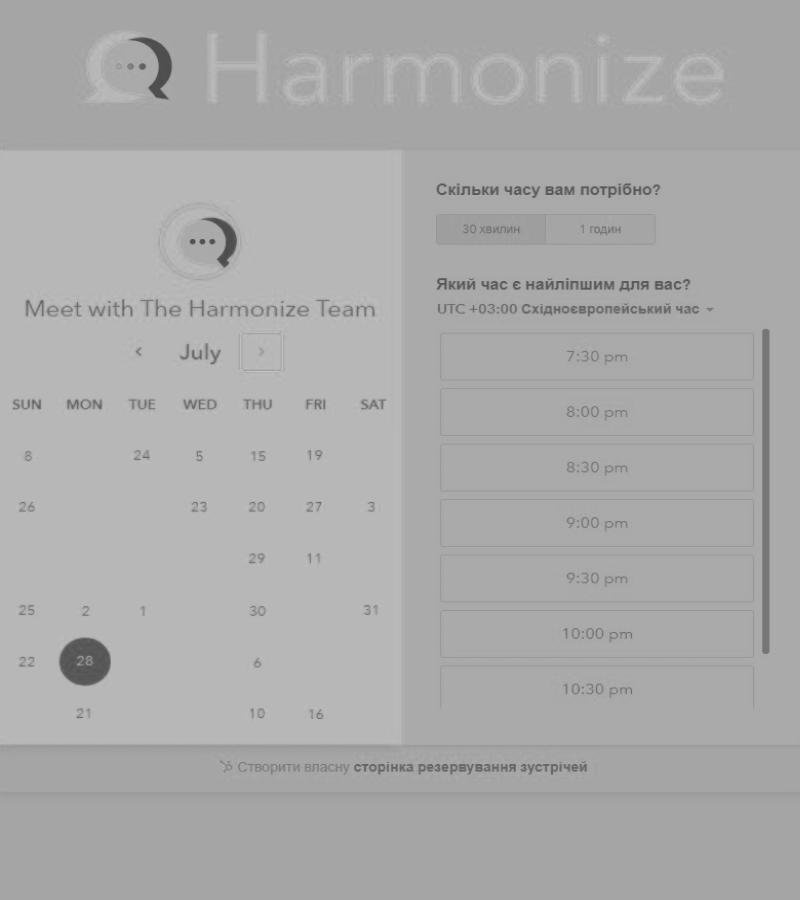 Harmonize
Meet with The Harmonize Team
July
SUN MON TUE WED THU FRI SAT
8 24 5 15 19
26 23 20 27 3
29 11
25 2 1 30 31
22 28 6
21 10 16
Скільки часу вам потрібно?
30 хвилин 1 годин
Який час є найліпшим для вас?
UTC +03:00 Східноєвропейський час
7:30 pm
8:00 pm
8:30 pm
9:00 pm
9:30 pm
10:00 pm
10:30 pm
Створити власну сторінка резервування зустрічей